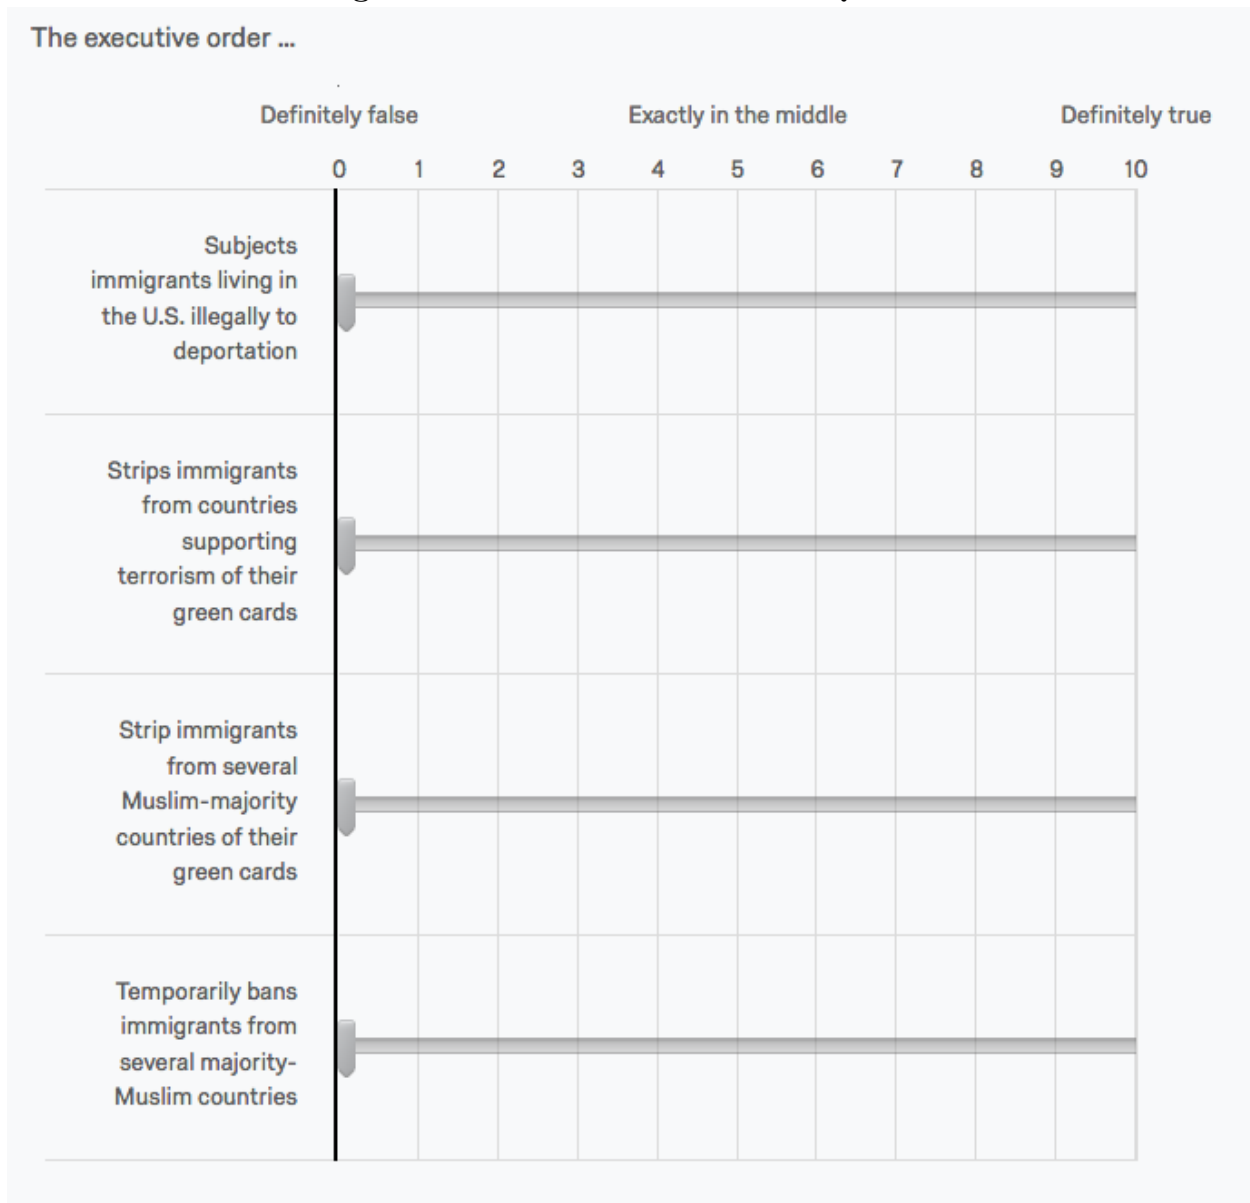 The executive order ...
Definitely false Exactly in the middle Definitely true
0 1 2 3 4 5 6 7 8 9 10
Subjects
immigrants living in
the U.S. illegally to
deportation
Strips immigrants
from countries
supporting
terrorism of their
green cards
Strip immigrants
from several
Muslim-majority
countries of their
green cards
Temporarily bans
immigrants from
several majority-
Muslim countries